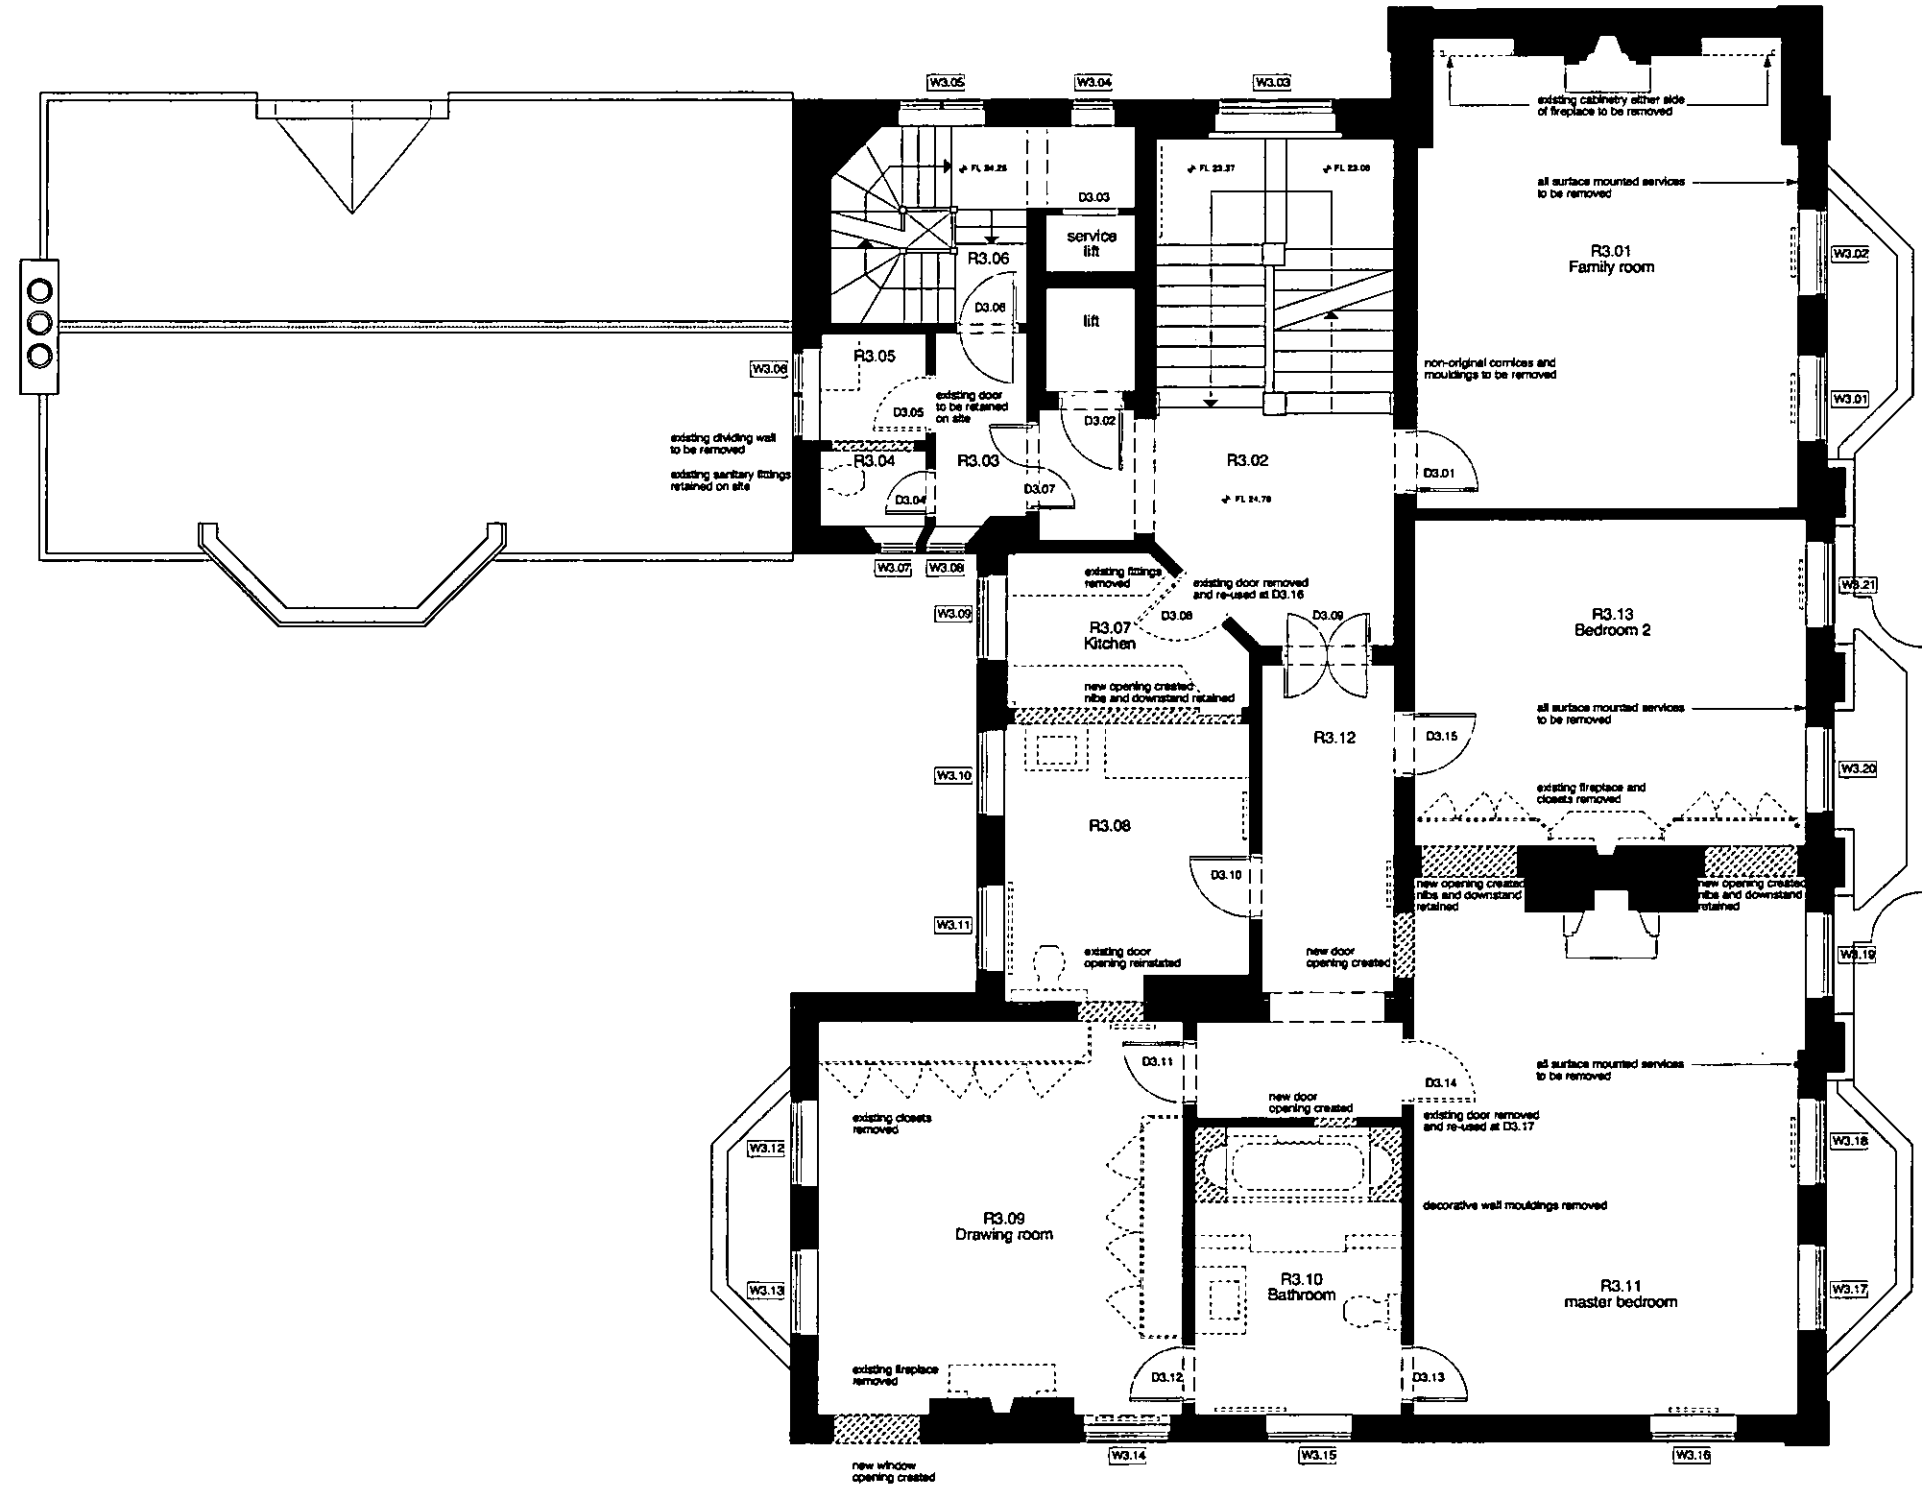 W3.05
W3.04
W3.03
existing cabinetry either side
of fireplace to be removed
FL 24.25
FL 23.37
FL 23.06
all surface mounted services
to be removed
D3.03
service
lift
R3.06
R3.01
Family room
W3.02
D3.06
lift
R3.05
W3.06
non-original cornices and
mouldings to be removed
existing door
to be retained
on site
W3.01
D3.05
D3.02
existing dividing wall
to be removed
R3.04
R3.03
R3.02
D3.01
existing sanitary fittings
retained on site
D3.04
D3.07
FL 24.76
W3.07
W3.08
existing fittings
removed
existing door removed
and re-used at D3.16
W3.21
W3.09
D3.08
D3.09
R3.13
Bedroom 2
R3.07
Kitchen
new opening created
nibs and downstand retained
all surface mounted services
to be removed
R3.12
D3.15
W3.10
W3.20
existing fireplace and
closets removed
R3.08
D3.10
new opening created
nibs and downstand
retained
new opening created
nibs and downstand
retained
W3.11
existing door
opening reinstated
new door
opening created
W3.19
D3.11
all surface mounted services
to be removed
D3.14
new door
opening created
existing closets
removed
existing door removed
and re-used at D3.17
W3.12
W3.18
decorative wall mouldings removed
R3.09
Drawing room
R3.10
Bathroom
R3.11
master bedroom
W3.13
W3.17
existing fireplace
removed
D3.12
D3.13
W3.14
W3.15
W3.16
new window
opening created